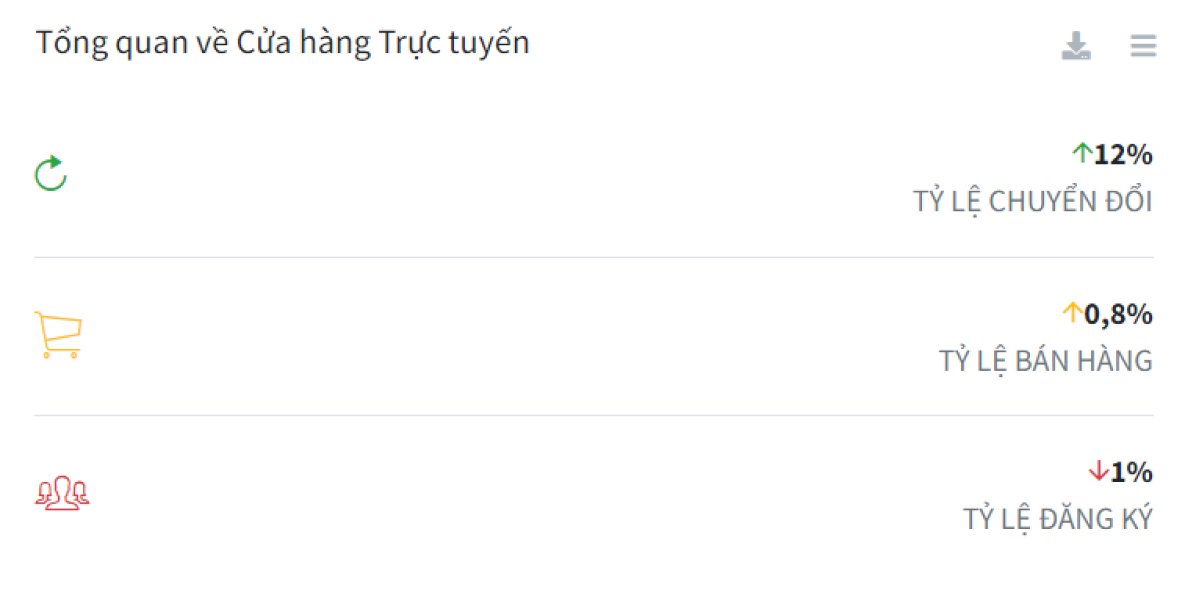 Tổng quan về Cửa hàng Trực tuyến
↑12%
TỶ LỆ CHUYỂN ĐỔI
↑0,8%
TỶ LỆ BÁN HÀNG
↓1%
TỶ LỆ ĐĂNG KÝ